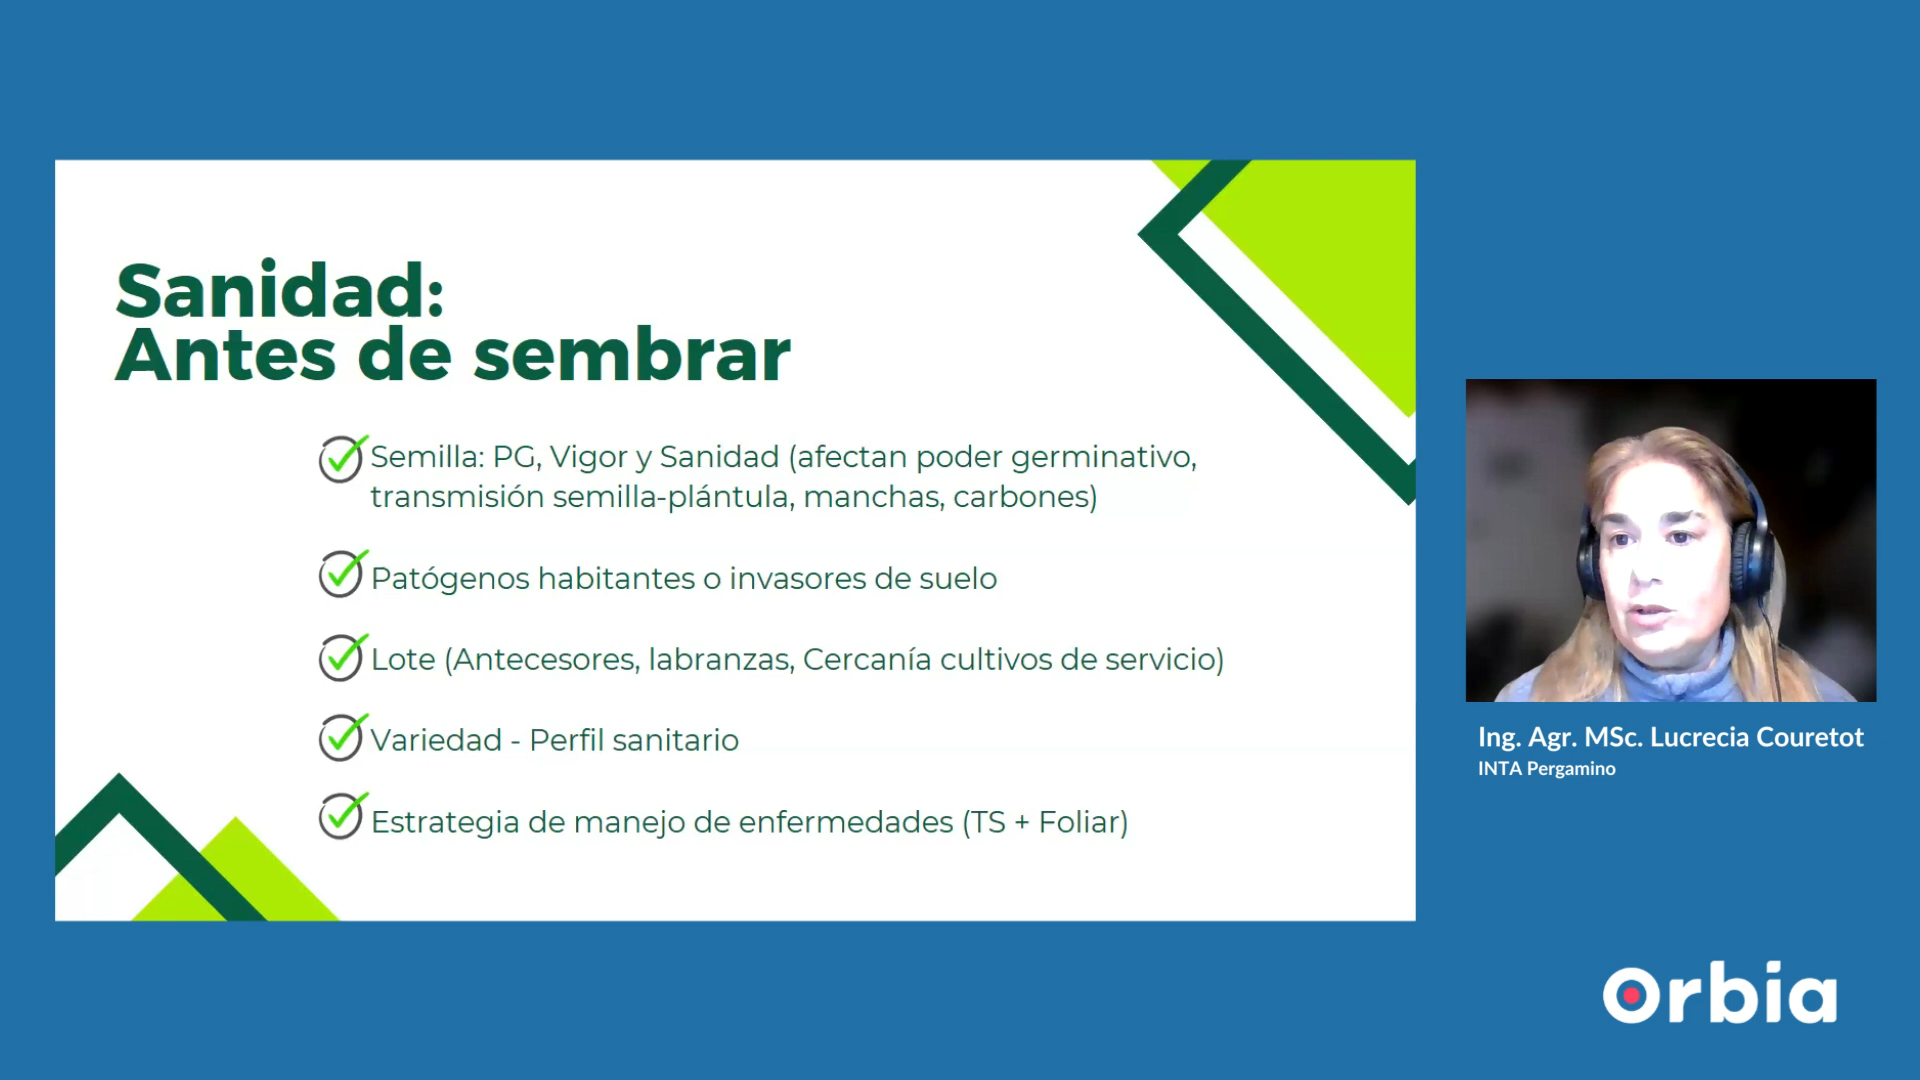 Sanidad:
Antes de sembrar
Semilla: PG, Vigor y Sanidad (afectan poder germinativo,
transmisión semilla-plántula, manchas, carbones)
Patógenos habitantes o invasores de suelo
Lote (Antecesores, labranzas, Cercanía cultivos de servicio)
Variedad - Perfil sanitario
Estrategia de manejo de enfermedades (TS + Foliar)
Ing. Agr. MSc. Lucrecia Couretot
INTA Pergamino
Orbia